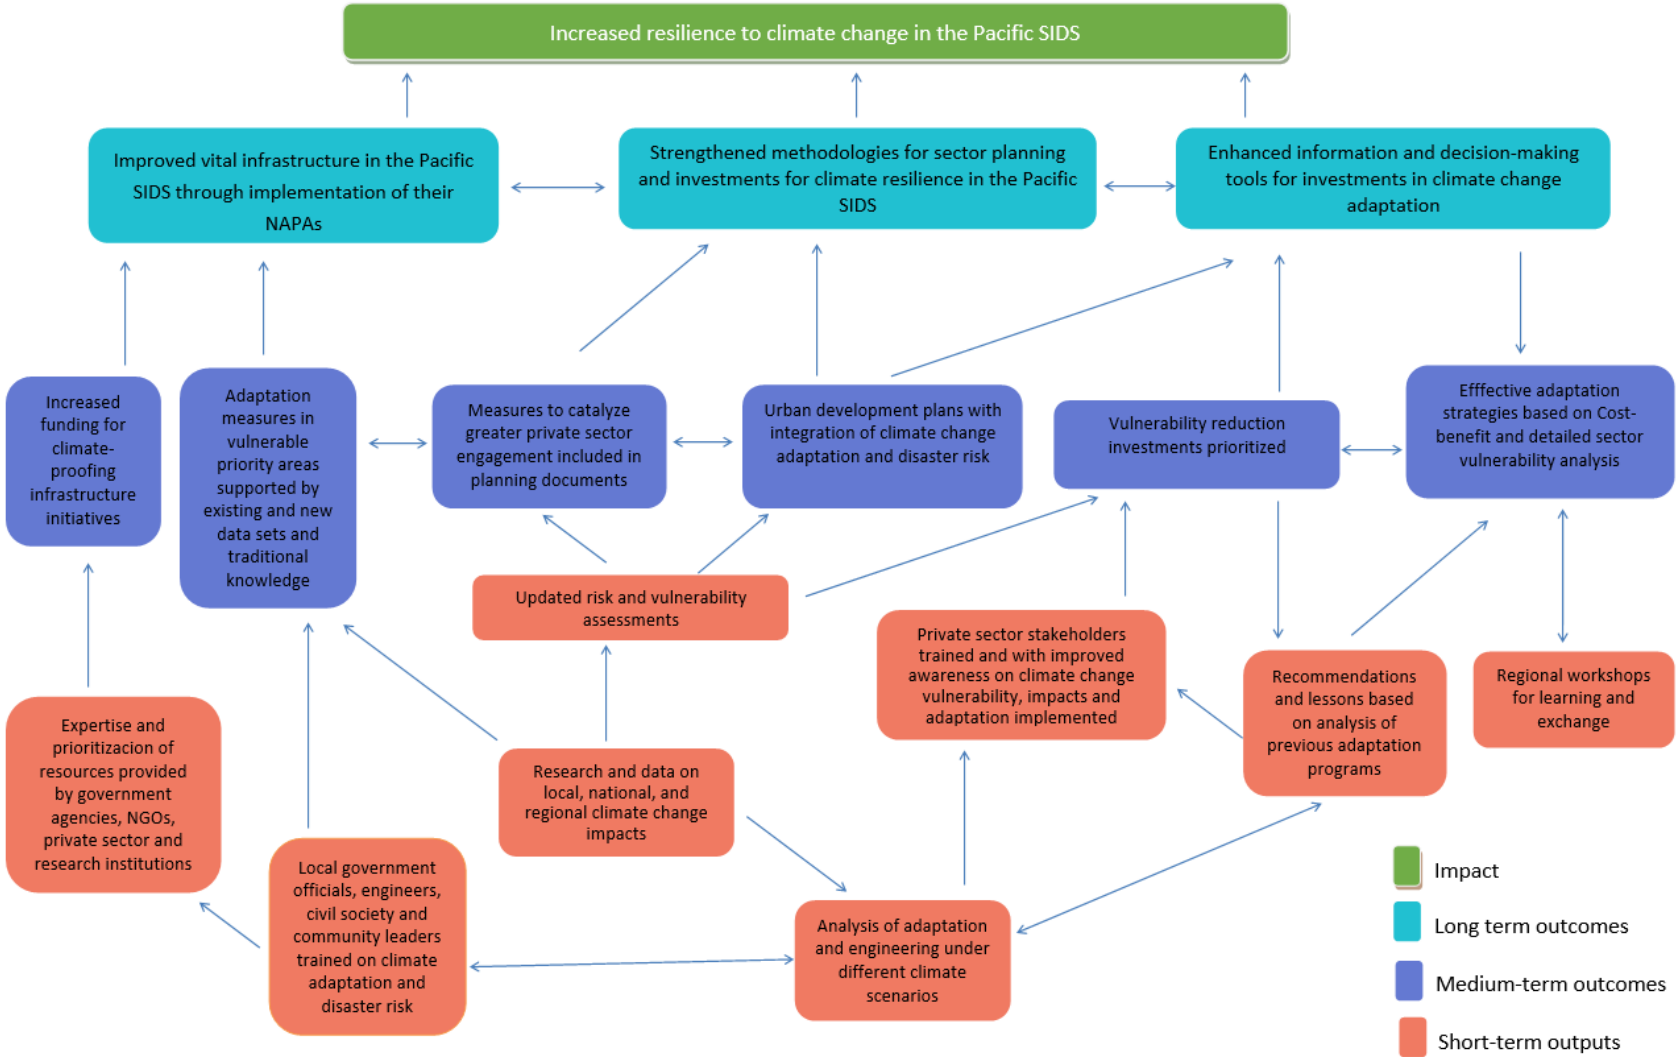 Increased resilience to climate change in the Pacific SIDS
Improved vital infrastructure in the Pacific
SIDS through implementation of their
NAPAs
Strengthened methodologies for sector planning
and investments for climate resilience in the Pacific
SIDS
Enhanced information and decision-making
tools for investments in climate change
adaptation
Increased
funding for
climate-
proofing
infrastructure
initiatives
Adaptation
measures in
vulnerable
priority areas
supported by
existing and new
data sets and
traditional
knowledge
Measures to catalyze
greater private sector
engagement included in
planning documents
Urban development plans with
integration of climate change
adaptation and disaster risk
Vulnerability reduction
investments prioritized
Efffective adaptation
strategies based on Cost-
benefit and detailed sector
vulnerability analysis
Updated risk and vulnerability
assessments
Private sector stakeholders
trained and with improved
awareness on climate change
vulnerability, impacts and
adaptation implemented
Recommendations
and lessons based
on analysis of
previous adaptation
programs
Regional workshops
for learning and
exchange
Expertise and
prioritizacion of
resources provided
by government
agencies, NGOs,
private sector and
research institutions
Research and data on
local, national, and
regional climate change
impacts
Local government
officials, engineers,
civil society and
community leaders
trained on climate
adaptation and
disaster risk
Analysis of adaptation
and engineering under
different climate
scenarios
Impact
Long term outcomes
Medium-term outcomes
Short-term outputs